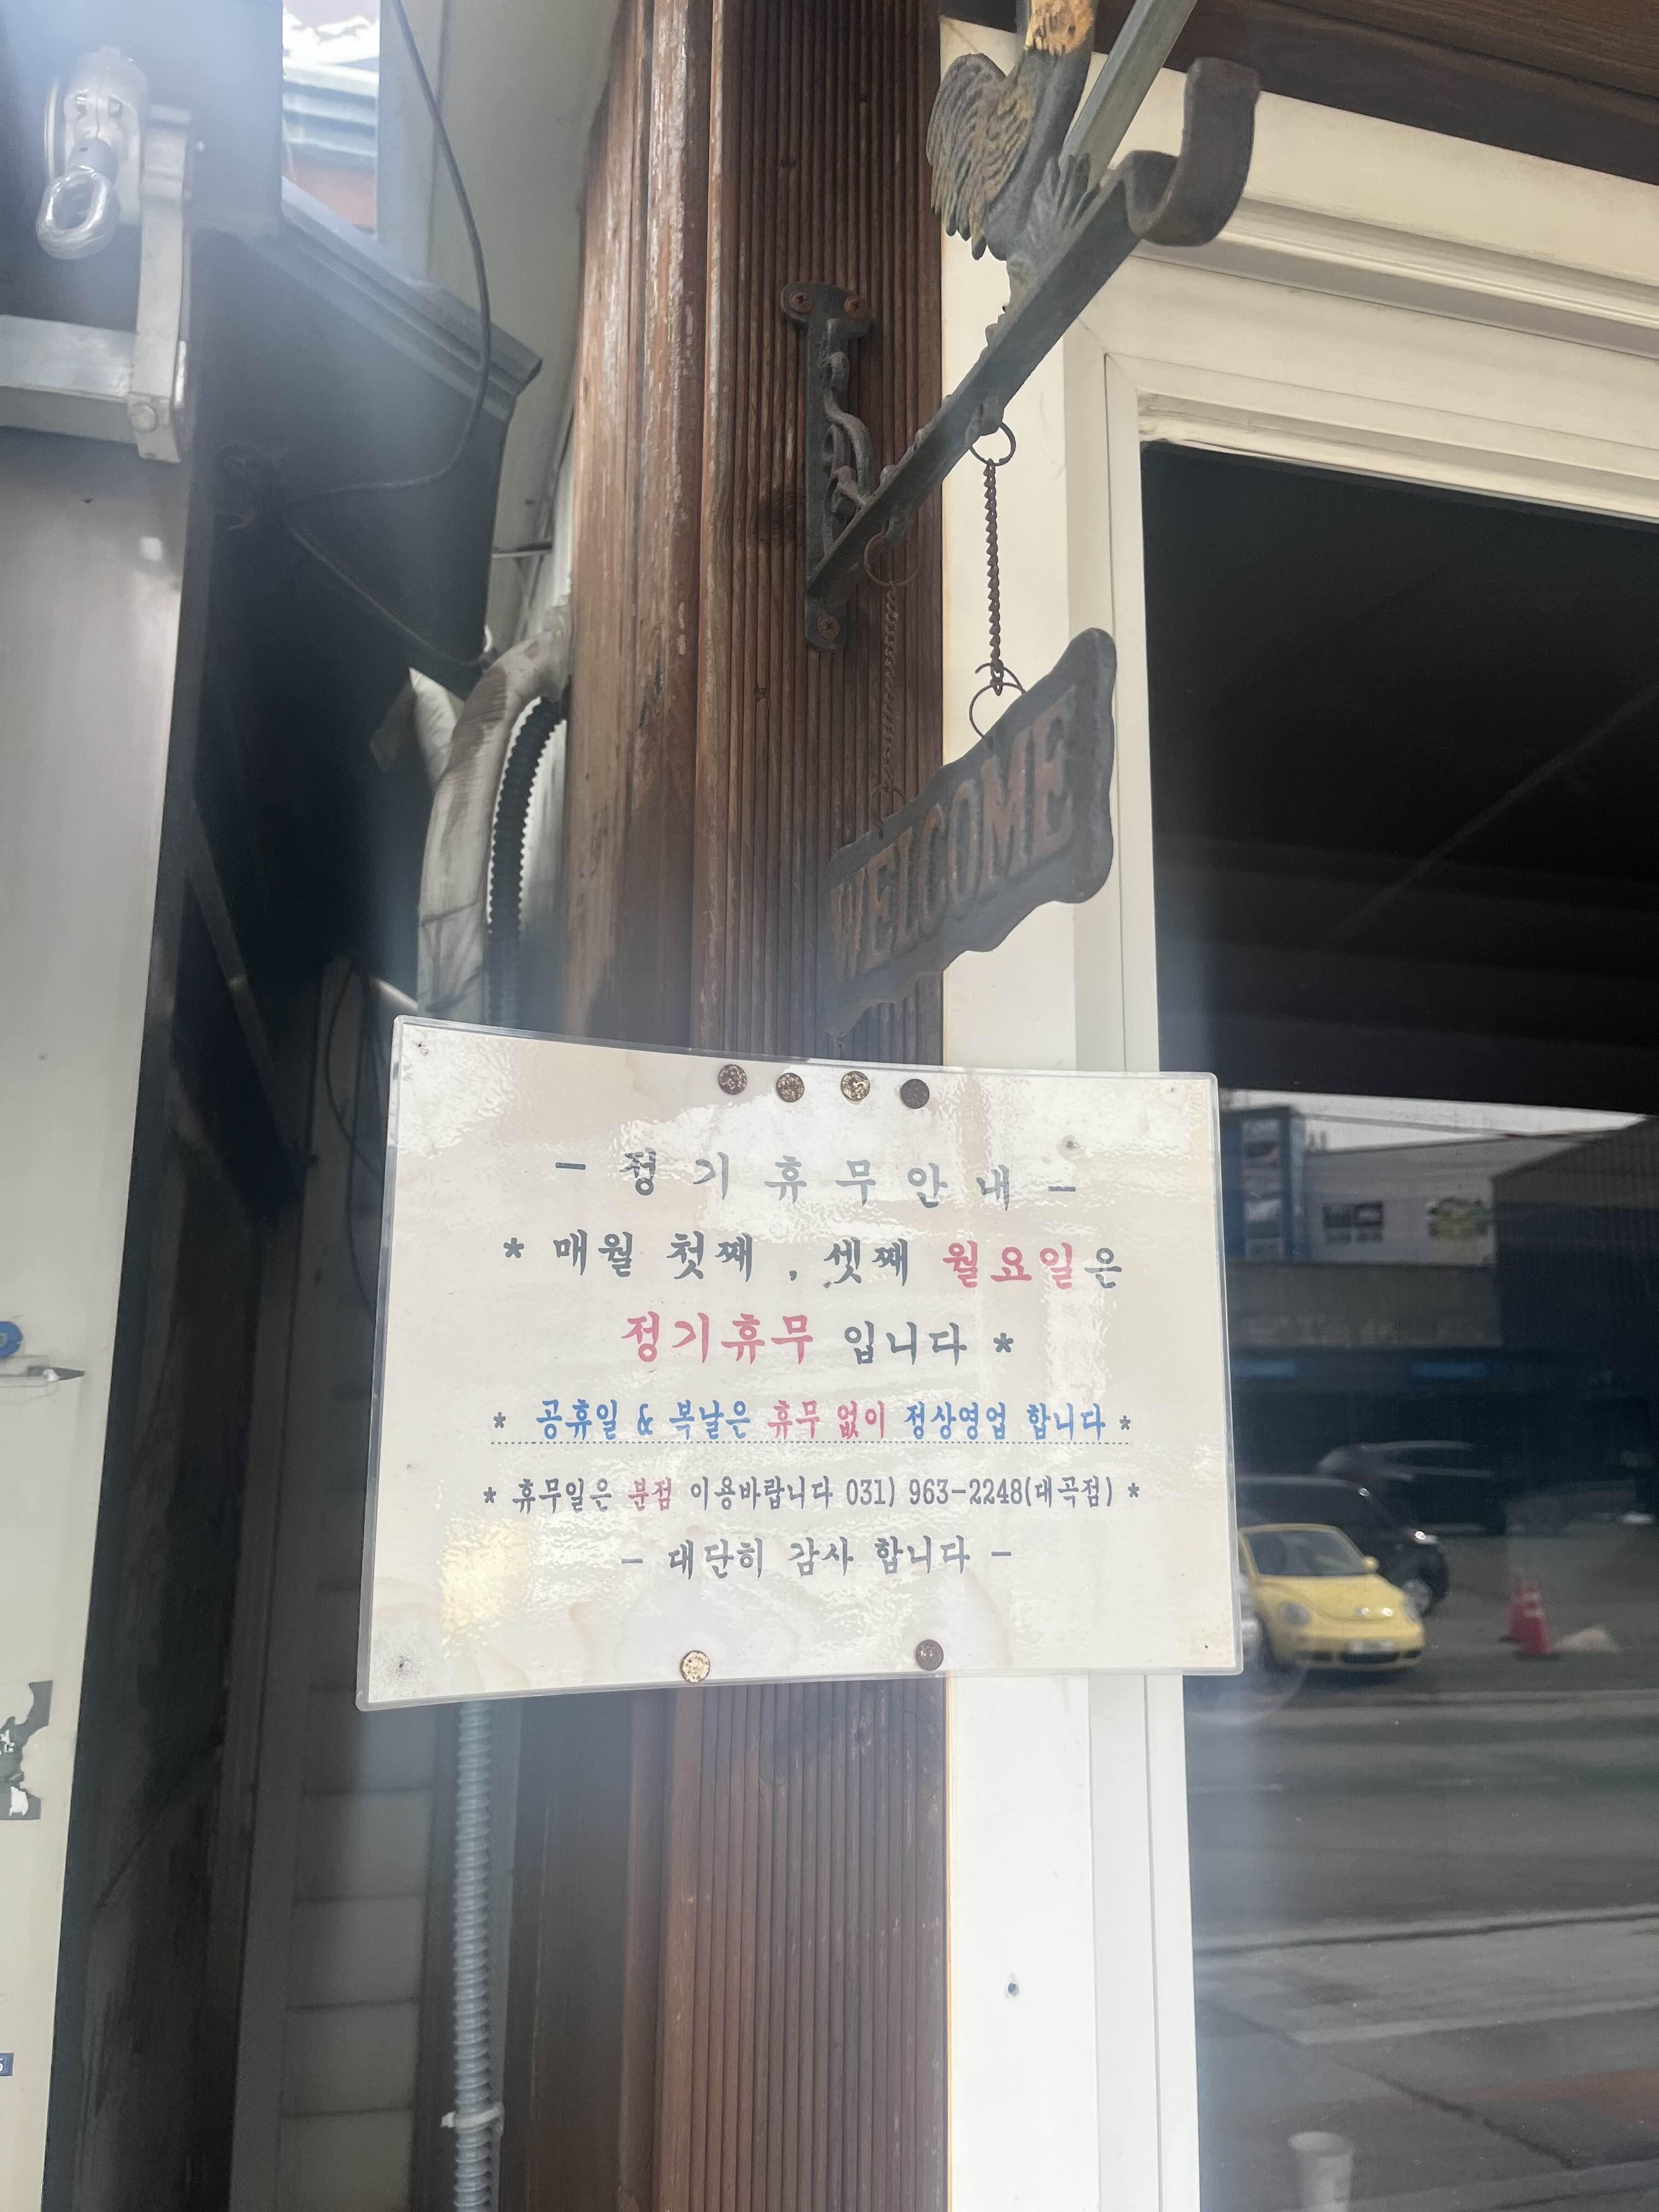 WELCOME
- 정 기 휴 무 안 내 -
* 매월 첫째 , 셋째 월요일은
정기휴무 입니다 *
* 공휴일 & 복날은 휴무 없이 정상영업 합니다 *
* 휴무일은 분점 이용바랍니다 031) 963-2248(대곡점) *
- 대단히 감사 합니다 -